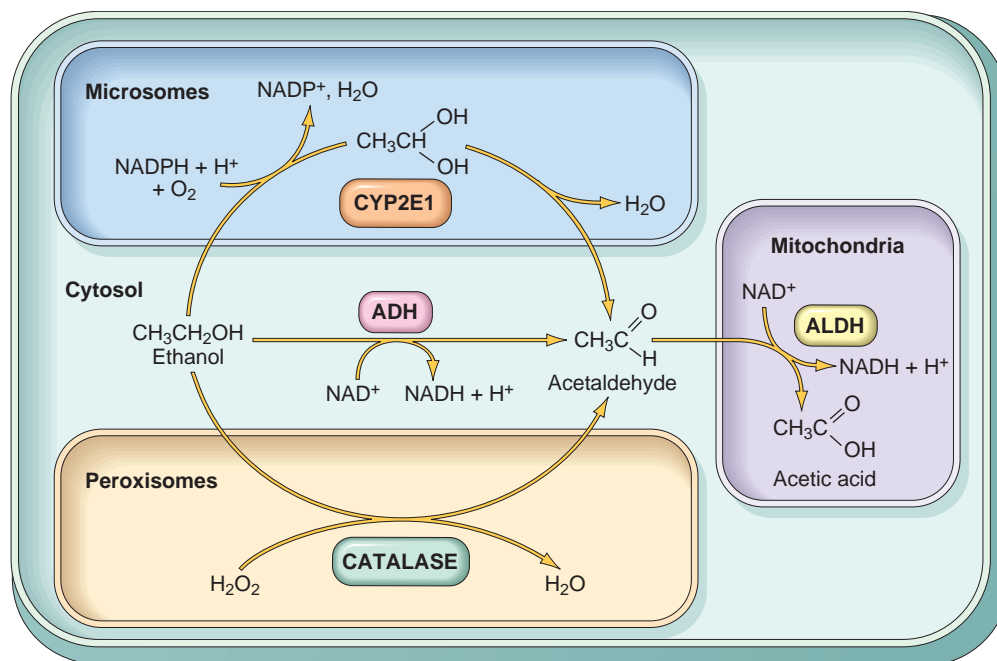 Microsomes
NADP⁺, H₂O
NADPH + H⁺
+ O₂
CH₃CH
OH
OH
CYP2E1
H₂O
Cytosol
CH₃CH₂OH
Ethanol
ADH
NAD⁺
NADH + H⁺
CH₃C
O
H
Acetaldehyde
Mitochondria
NAD⁺
ALDH
NADH + H⁺
CH₃C
O
OH
Acetic acid
Peroxisomes
H₂O₂
CATALASE
H₂O